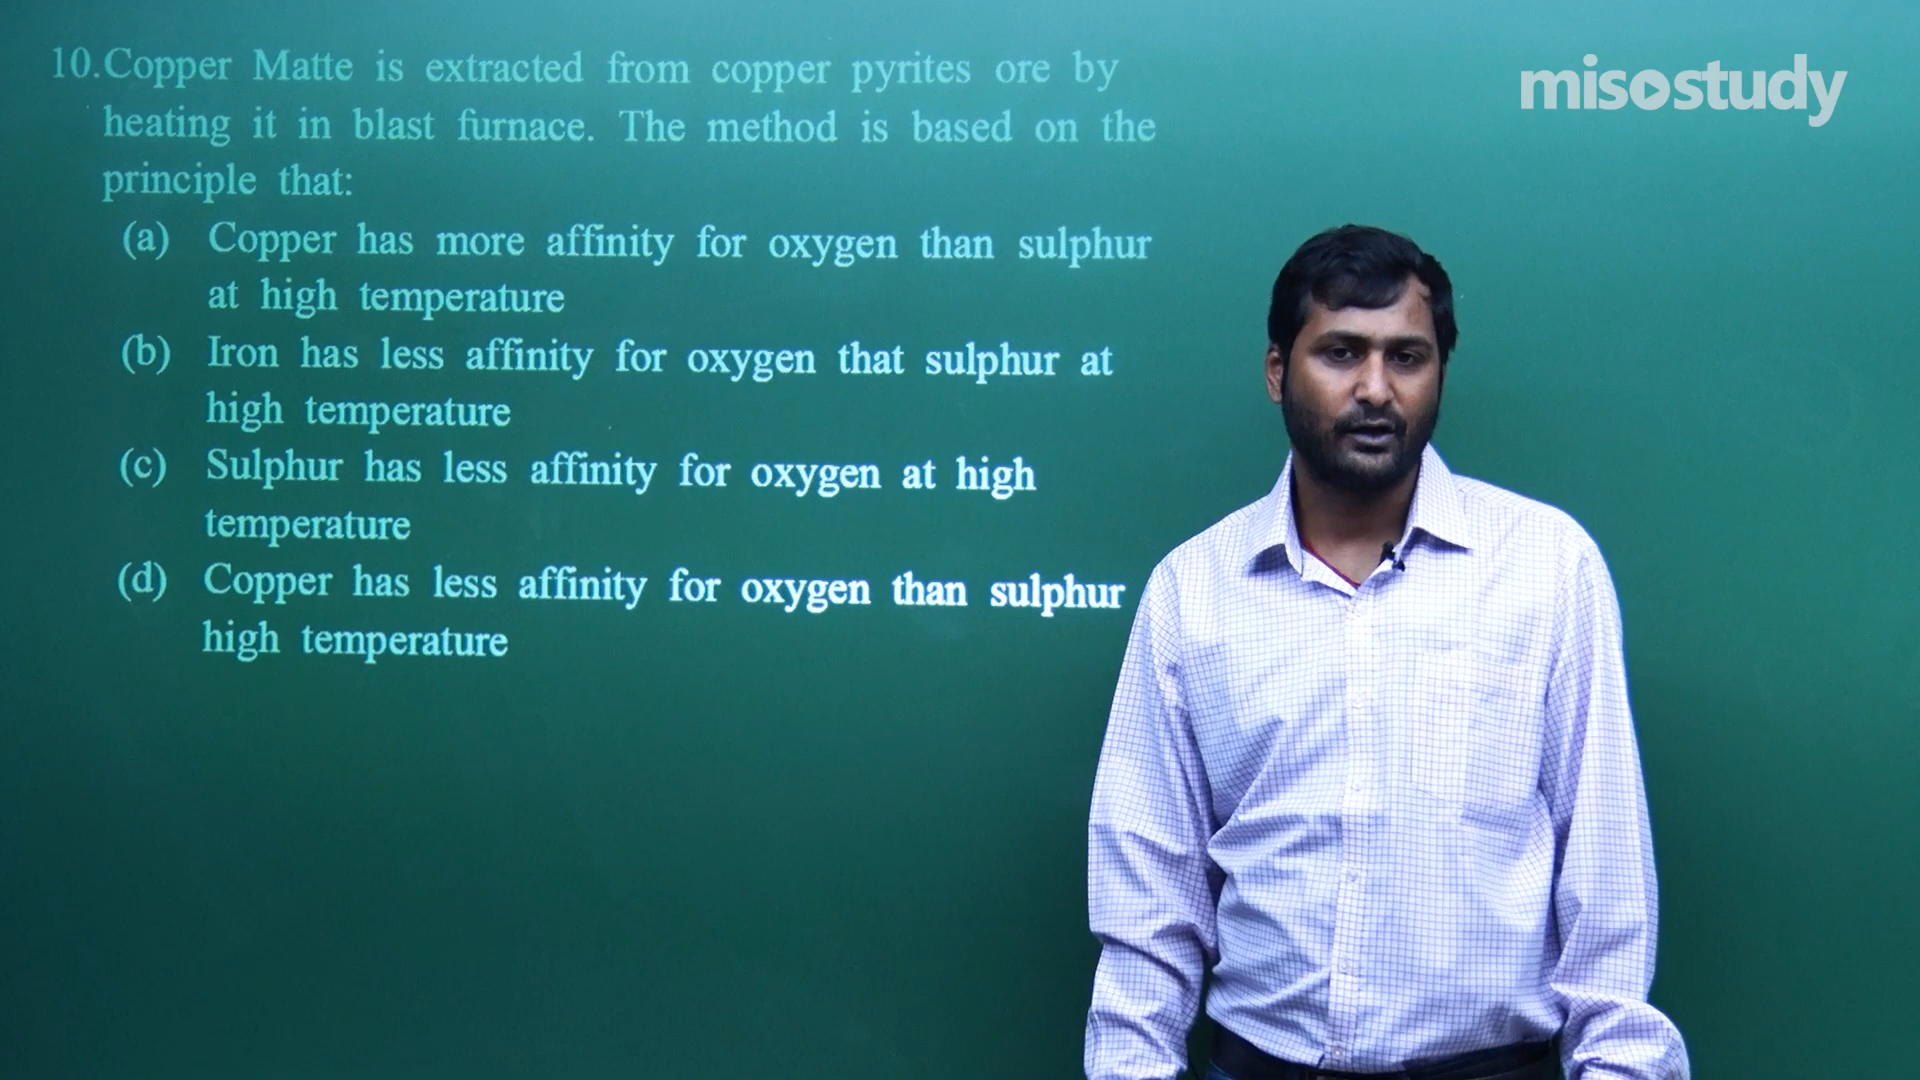 misostudy
10.Copper Matte is extracted from copper pyrites ore by
heating it in blast furnace. The method is based on the
principle that:
(a) Copper has more affinity for oxygen than sulphur
at high temperature
(b) Iron has less affinity for oxygen that sulphur at
high temperature
(c) Sulphur has less affinity for oxygen at high
temperature
(d) Copper has less affinity for oxygen than sulphur
high temperature